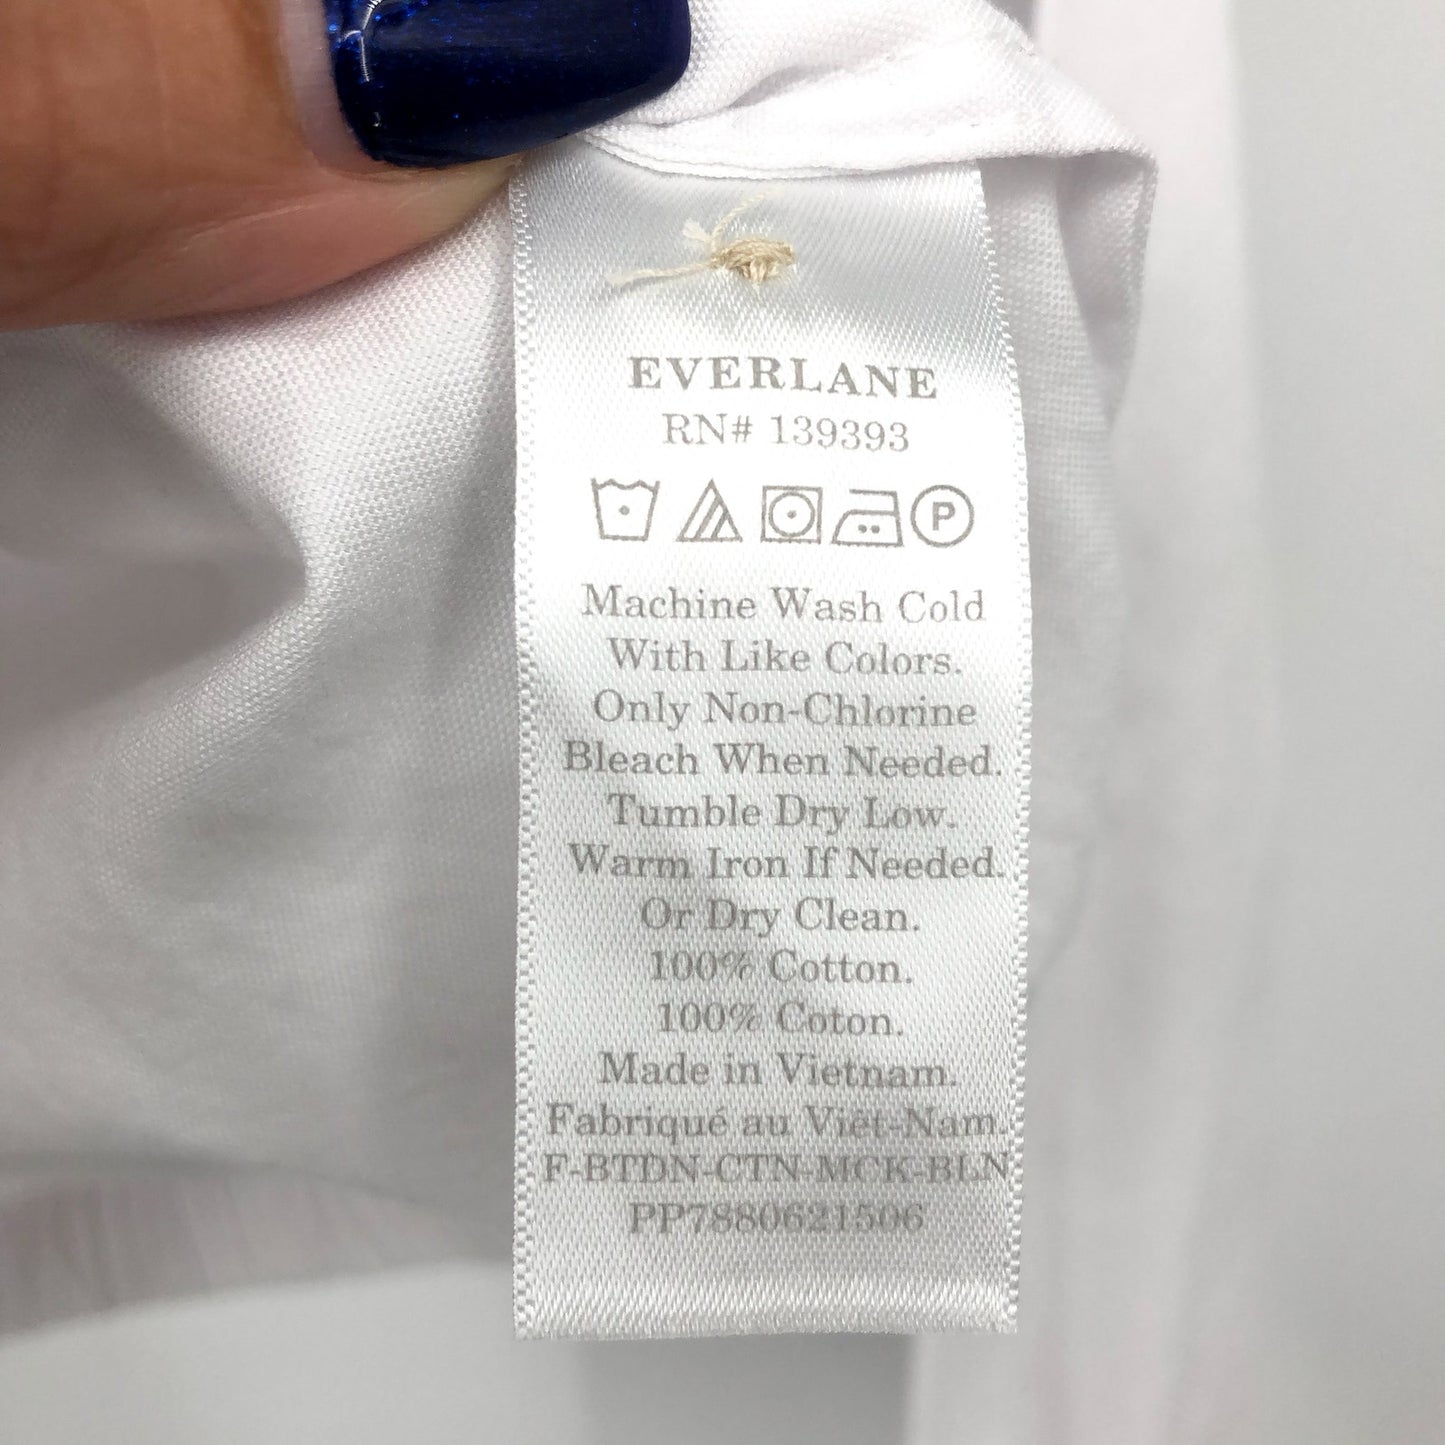 EVERLANE
RN# 139393
P
Machine Wash Cold
With Like Colors.
Only Non-Chlorine
Bleach When Needed.
Tumble Dry Low.
Warm Iron If Needed.
Or Dry Clean.
100% Cotton.
100% Coton.
Made in Vietnam.
Fabriqué au Viêt-Nam.
F-BTDN-CTN-MCK-BLN
PP7880621506